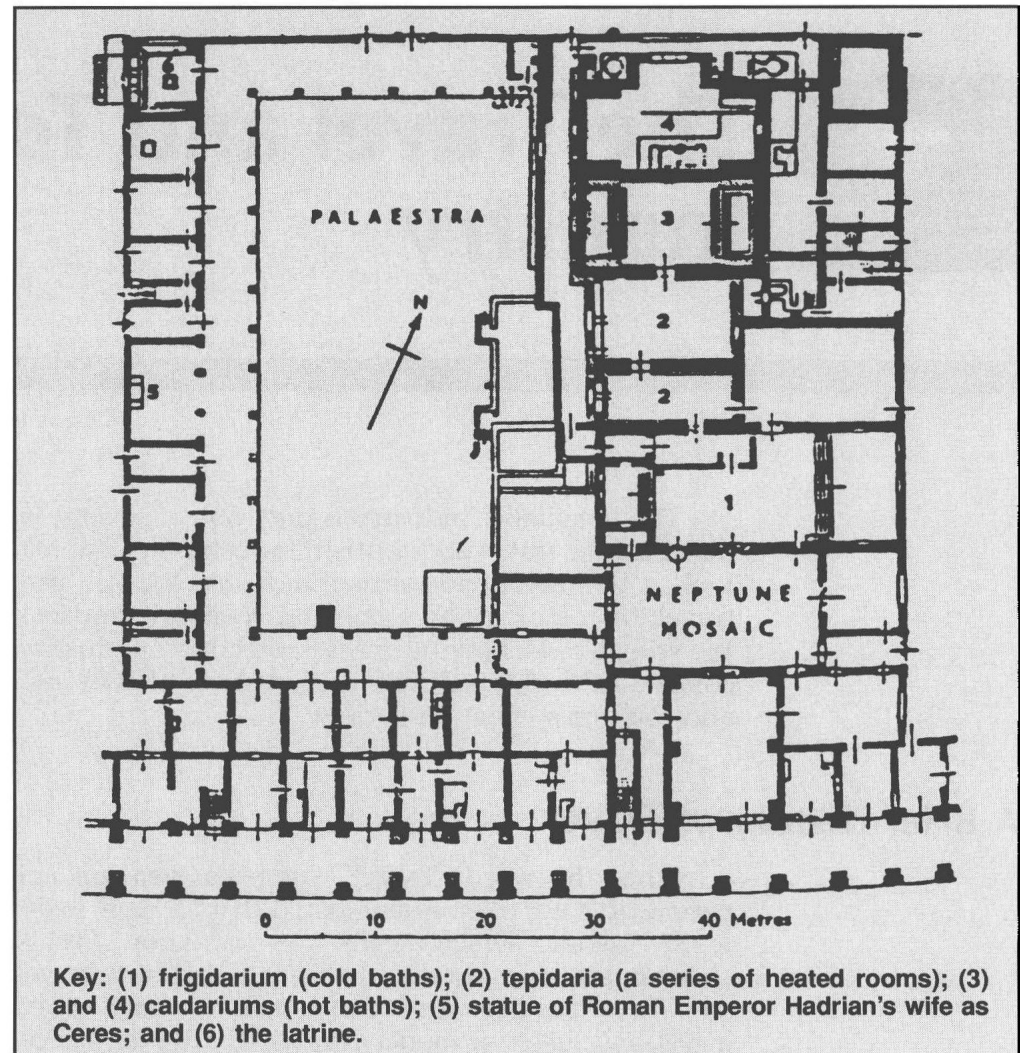 6
4
PALAESTRA
3
N
2
5
2
1
NEPTUNE
MOSAIC
0 10 20 30 40 Metres
Key: (1) frigidarium (cold baths); (2) tepidaria (a series of heated rooms); (3)
and (4) caldariums (hot baths); (5) statue of Roman Emperor Hadrian's wife as
Ceres; and (6) the latrine.